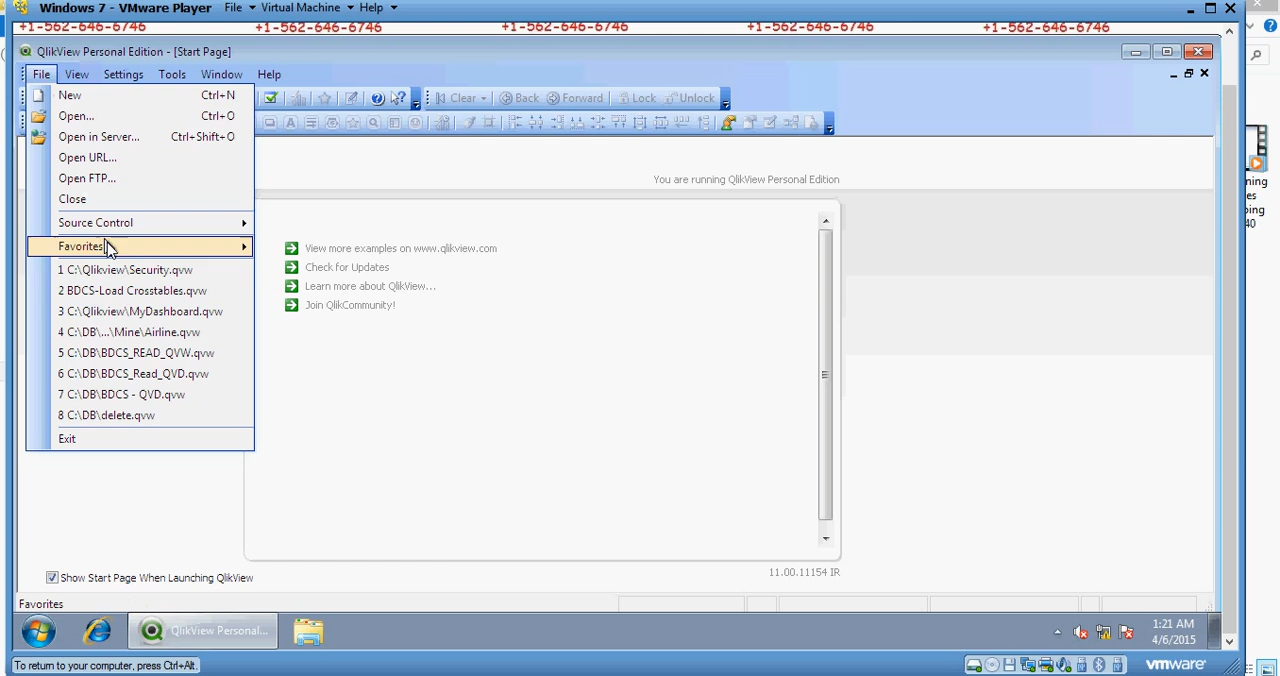 Windows 7 - VMware Player File Virtual Machine Help
+1-562-646-6746 +1-562-646-6746 +1-562-646-6746 +1-562-646-6746 +1-562-646-6746
QlikView Personal Edition - [Start Page]
File View Settings Tools Window Help
New Ctrl+N
Clear Back Forward Lock Unlock
Open... Ctrl+O
Open in Server... Ctrl+Shift+O
Open URL...
Open FTP...
You are running QlikView Personal Edition
Close
Source Control
Favorites
View more examples on www.qlikview.com
1 C:\Qlikview\Security.qvw
Check for Updates
2 BDCS-Load Crosstables.qvw
Learn more about QlikView...
3 C:\Qlikview\MyDashboard.qvw
Join QlikCommunity!
4 C:\DB\...\Mine\Airline.qvw
5 C:\DB\BDCS_READ_QVW.qvw
6 C:\DB\BDCS_Read_QVD.qvw
7 C:\DB\BDCS - QVD.qvw
8 C:\DB\delete.qvw
Exit
11.00.11154 IR
Show Start Page When Launching QlikView
Favorites
QlikView Personal...
1:21 AM
4/6/2015
To return to your computer, press Ctrl+Alt.
vmware